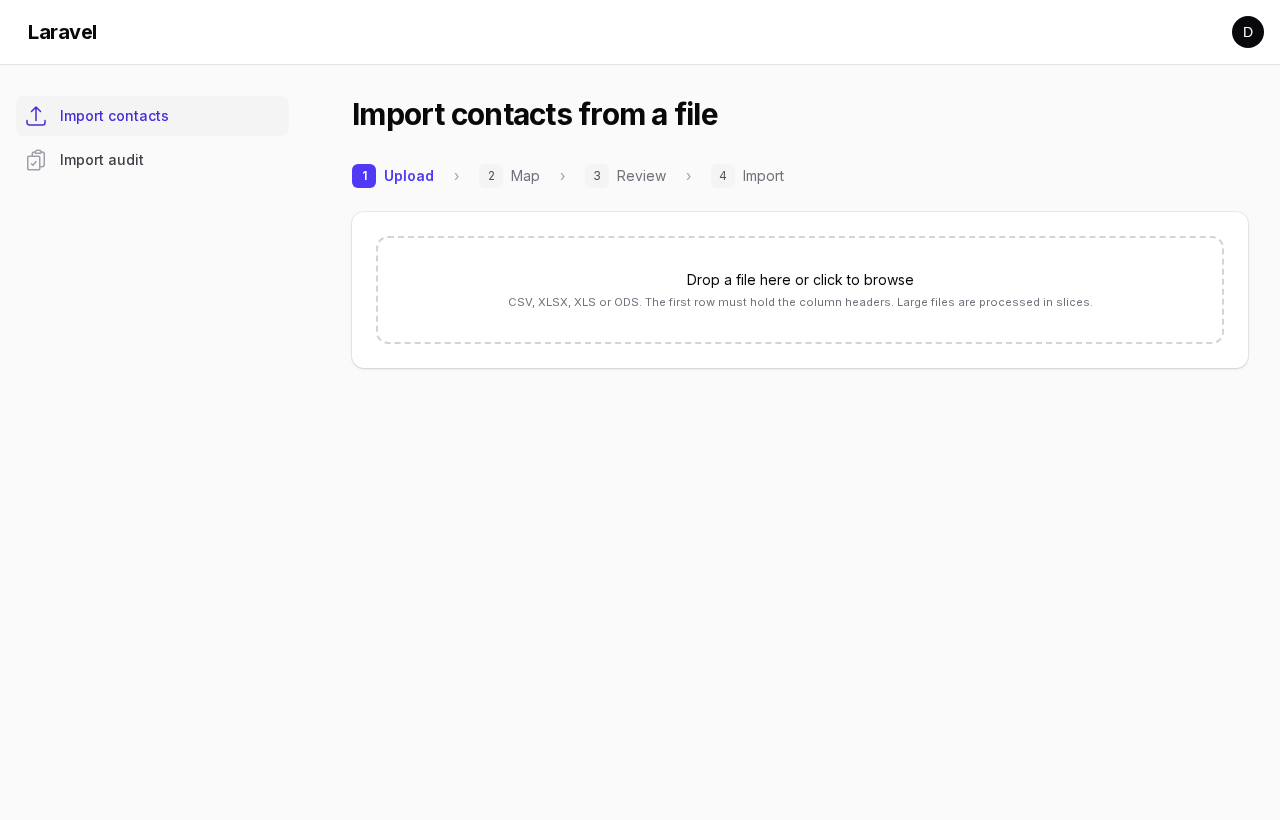 Laravel
D
Import contacts
Import audit
Import contacts from a file
1 Upload › 2 Map › 3 Review › 4 Import
Drop a file here or click to browse
CSV, XLSX, XLS or ODS. The first row must hold the column headers. Large files are processed in slices.